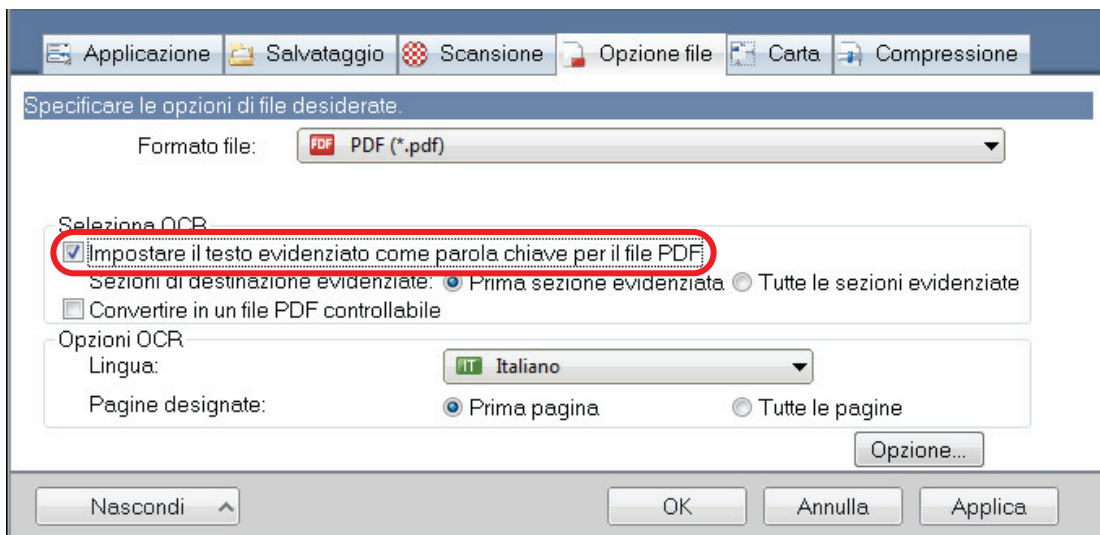 Applicazione Salvataggio Scansione Opzione file Carta Compressione
Specificare le opzioni di file desiderate.
Formato file: PDF PDF (*.pdf)
Seleziona OCR
Impostare il testo evidenziato come parola chiave per il file PDF
Sezioni di destinazione evidenziate: Prima sezione evidenziata Tutte le sezioni evidenziate
Convertire in un file PDF controllabile
Opzioni OCR
Lingua: IT Italiano
Pagine designate: Prima pagina Tutte le pagine
Opzione...
Nascondi OK Annulla Applica